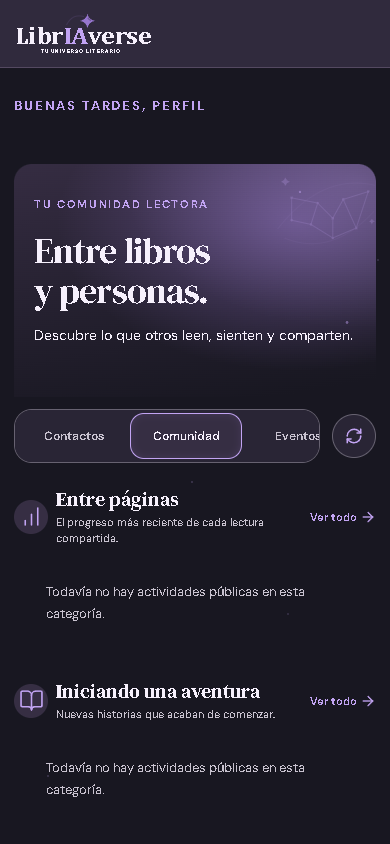 LibrIAverse
TU UNIVERSO LITERARIO
BUENAS TARDES, PERFIL
TU COMUNIDAD LECTORA
Entre libros
y personas.
Descubre lo que otros leen, sienten y comparten.
Contactos Comunidad Eventos
Entre páginas
El progreso más reciente de cada lectura
compartida.
Ver todo
Todavía no hay actividades públicas en esta
categoría.
Iniciando una aventura
Nuevas historias que acaban de comenzar.
Ver todo
Todavía no hay actividades públicas en esta
categoría.